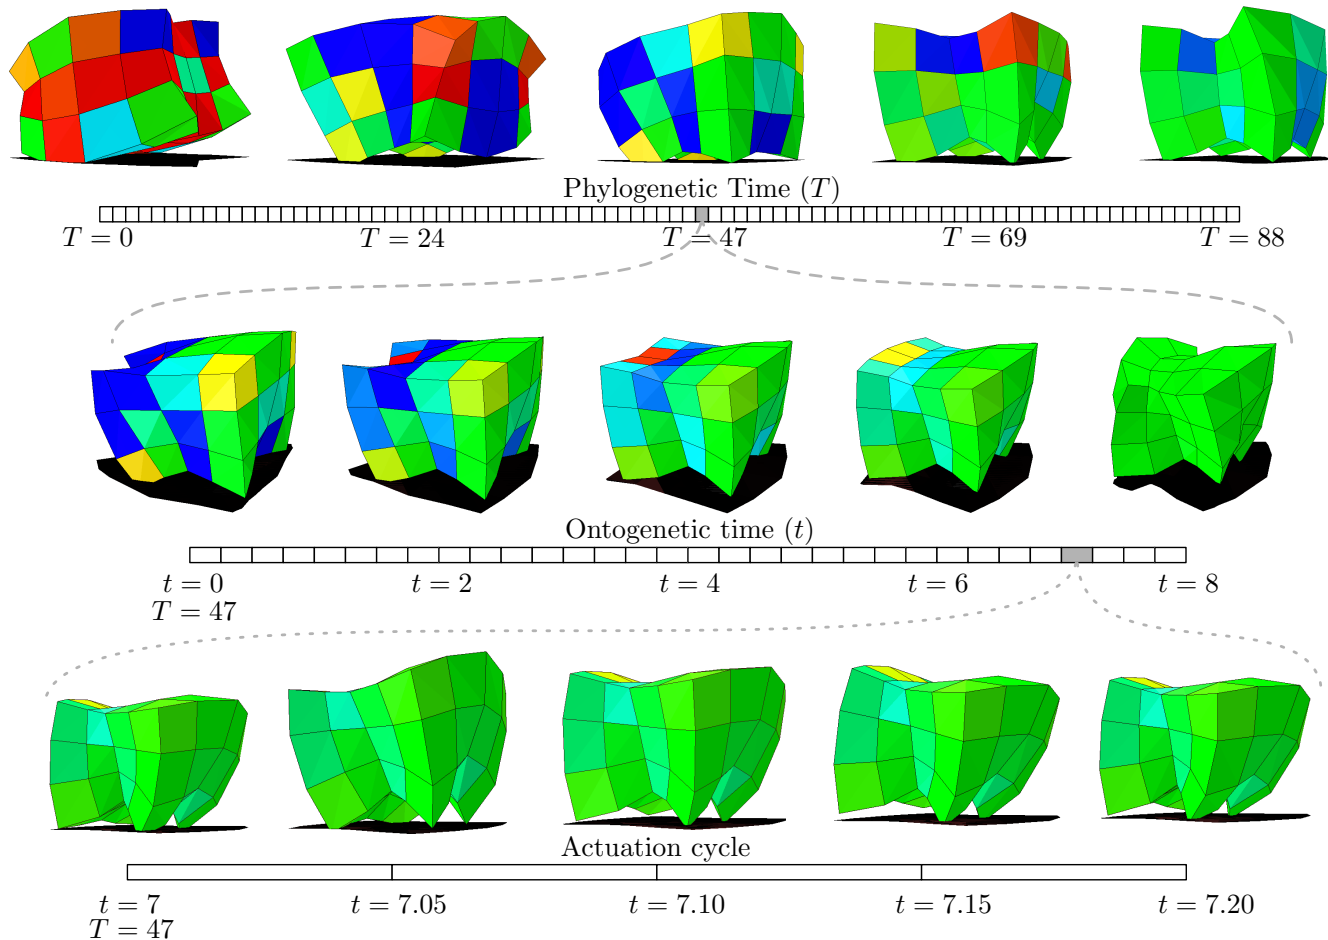 Phylogenetic Time (T)
T = 0 T = 24 T = 47 T = 69 T = 88
Ontogenetic time (t)
t = 0 t = 2 t = 4 t = 6 t = 8
T = 47
Actuation cycle
t = 7 t = 7.05 t = 7.10 t = 7.15 t = 7.20
T = 47